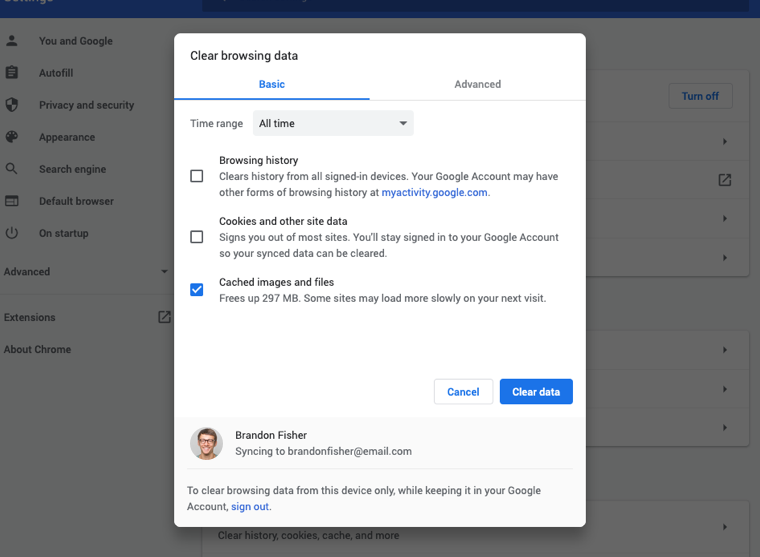 Settings
You and Google
Autofill
Privacy and security
Appearance
Search engine
Default browser
On startup
Advanced
Extensions
About Chrome
Turn off
Clear browsing data
Basic
Advanced
Time range
All time
Browsing history
Clears history from all signed-in devices. Your Google Account may have
other forms of browsing history at myactivity.google.com.
Cookies and other site data
Signs you out of most sites. You'll stay signed in to your Google Account
so your synced data can be cleared.
Cached images and files
Frees up 297 MB. Some sites may load more slowly on your next visit.
Cancel
Clear data
Brandon Fisher
Syncing to brandonfisher@email.com
To clear browsing data from this device only, while keeping it in your Google
Account, sign out.
Clear history, cookies, cache, and more